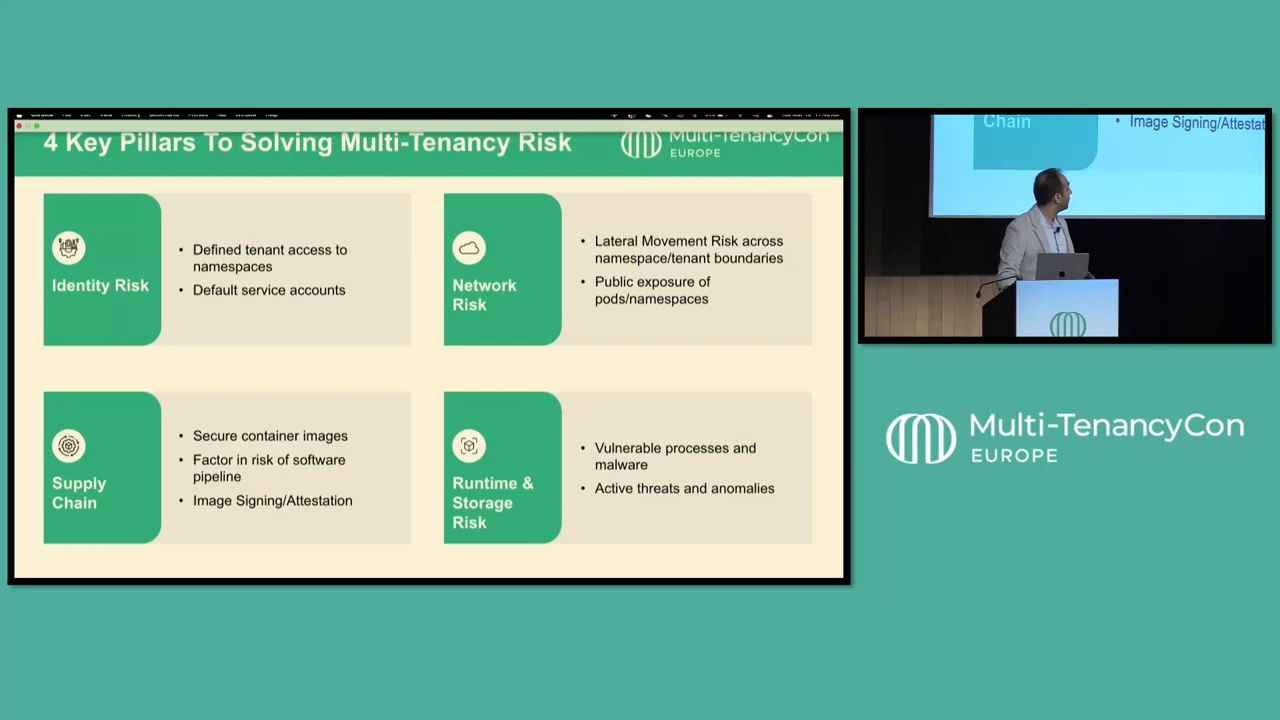 4 Key Pillars To Solving Multi-Tenancy Risk
Multi-TenancyCon
EUROPE
Identity Risk
• Defined tenant access to
namespaces
• Default service accounts
Network
Risk
• Lateral Movement Risk across
namespace/tenant boundaries
• Public exposure of
pods/namespaces
Supply
Chain
• Secure container images
• Factor in risk of software
pipeline
• Image Signing/Attestation
Runtime &
Storage
Risk
• Vulnerable processes and
malware
• Active threats and anomalies
Chain
• Image Signing/Attestat
Multi-TenancyCon
EUROPE